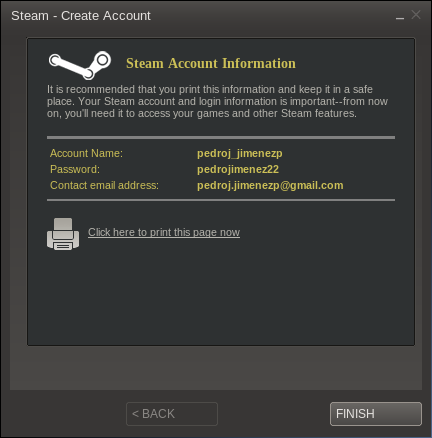 Steam - Create Account
Steam Account Information
It is recommended that you print this information and keep it in a safe
place. Your Steam account and login information is important--from now
on, you'll need it to access your games and other Steam features.
Account Name: pedroj_jimenezp
Password: pedrojimenez22
Contact email address: pedroj.jimenezp@gmail.com
Click here to print this page now
< BACK FINISH